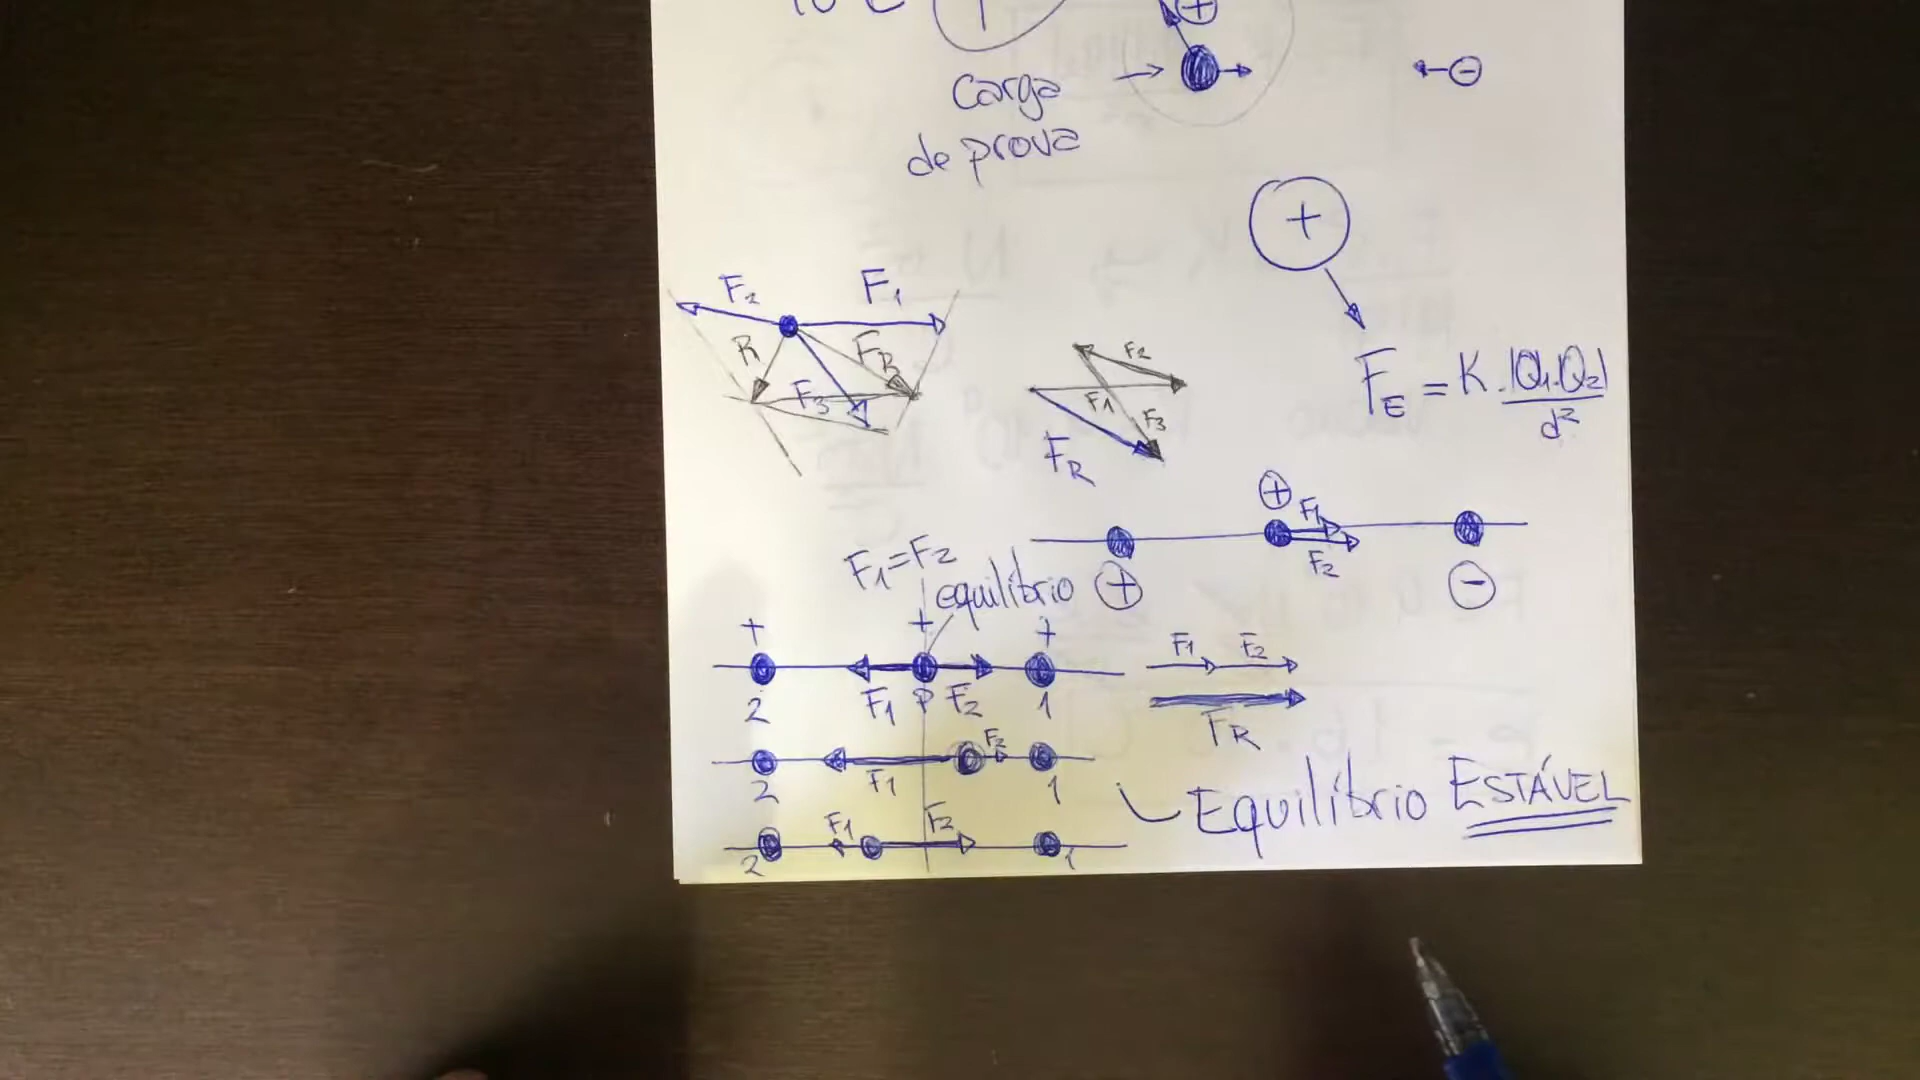 +
Carga
de prova
-
+
F₂ F₁
R FR
F₃
F₂
F₁
F₃
FR
FE = K . |Q₁.Q₂|
d²
+
F₁
F₂
+ -
F₁=F₂
equilíbrio
+ + +
F₁ P F₂
2 1
F₁ F₂
FR
F₂
F₁
2 1
F₁ F₂
2 1
Equilíbrio ESTÁVEL